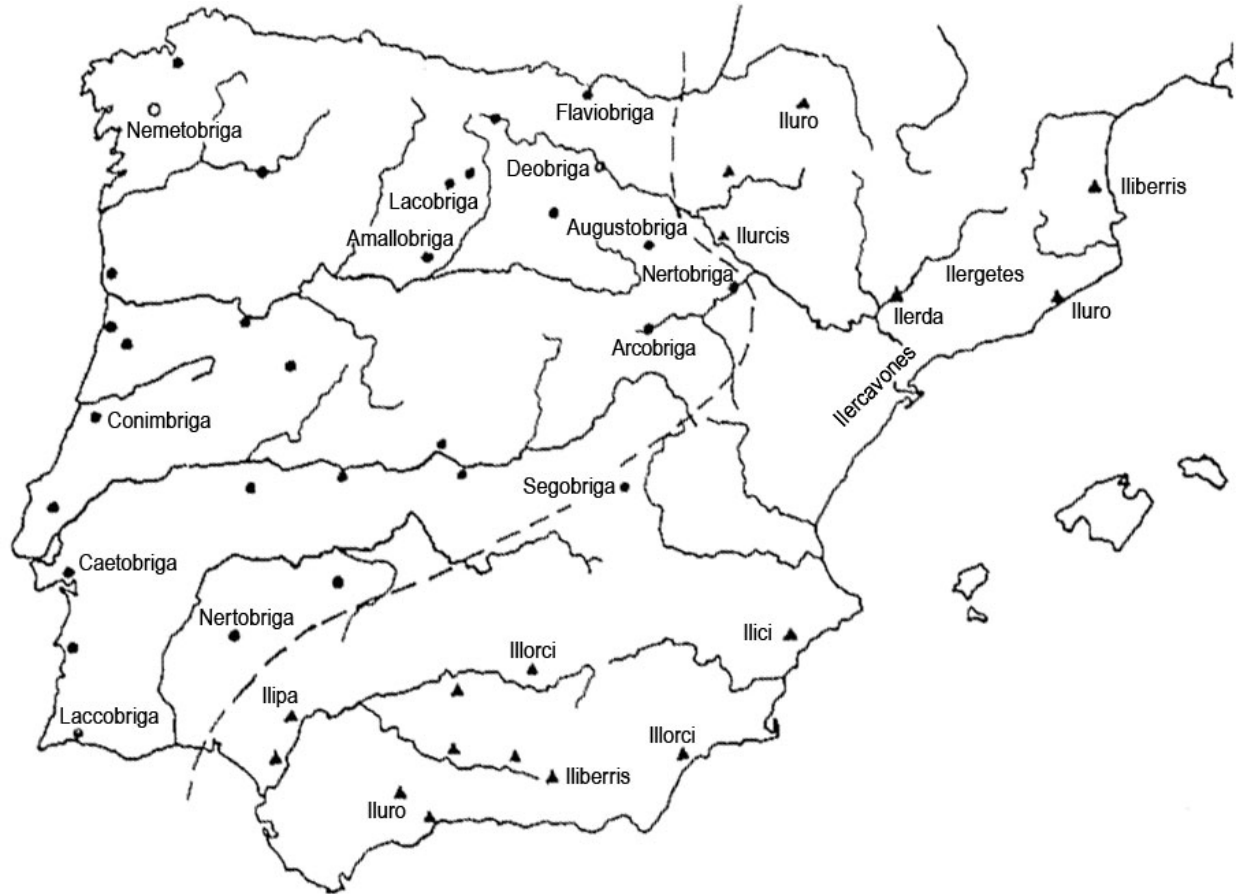 Flaviobriga
Iluro
Nemetobriga
Deobriga
Iliberris
Lacobriga
Augustobriga
Ilurcis
Amallobriga
Nertobriga
Ilergetes
Ilerda
Iluro
Arcobriga
Ilercavones
Conimbriga
Segobriga
Caetobriga
Nertobriga
Ilici
Illorci
Ilipa
Laccobriga
Illorci
Iliberris
Iluro